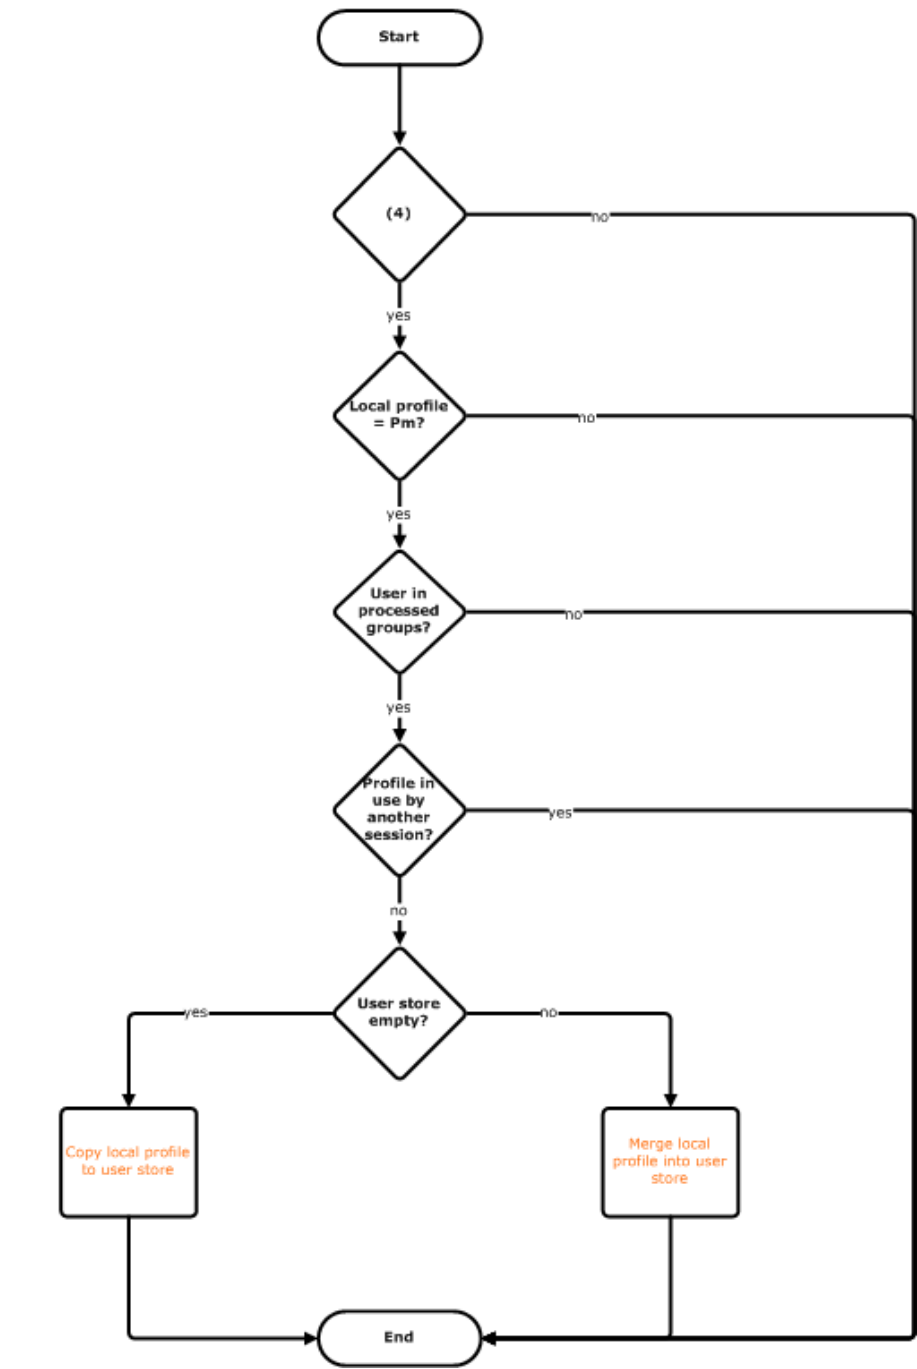 Start
(4)
no
yes
Local profile
= Pm?
no
yes
User in
processed
groups?
no
yes
Profile in
use by
another
session?
yes
no
User store
empty?
yes
no
Copy local profile
to user store
Merge local
profile into user
store
End